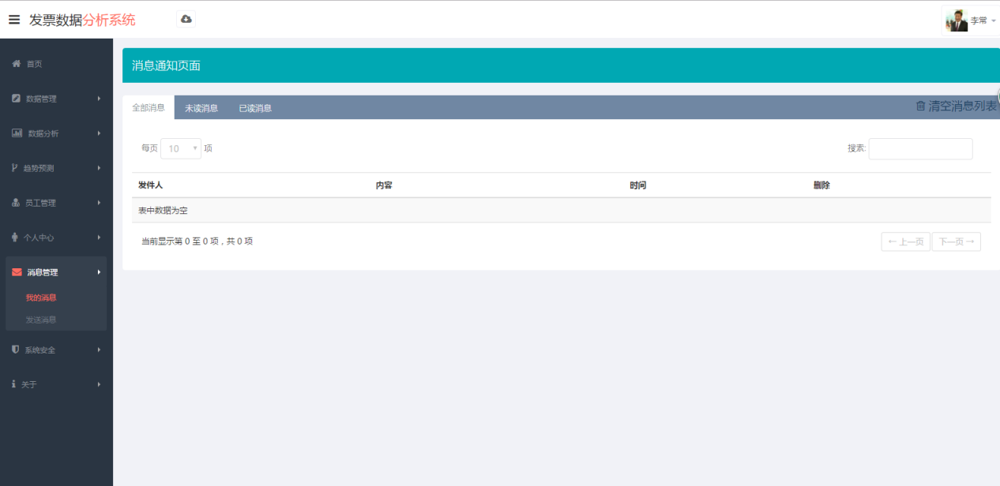 发票数据分析系统
李常
首页
数据管理
数据分析
趋势预测
员工管理
个人中心
消息管理
我的消息
发送消息
系统安全
关于
消息通知页面
全部消息 未读消息 已读消息 清空消息列表
每页 10 项 搜索:
发件人 内容 时间 删除
表中数据为空
当前显示第 0 至 0 项，共 0 项
← 上一页 下一页 →